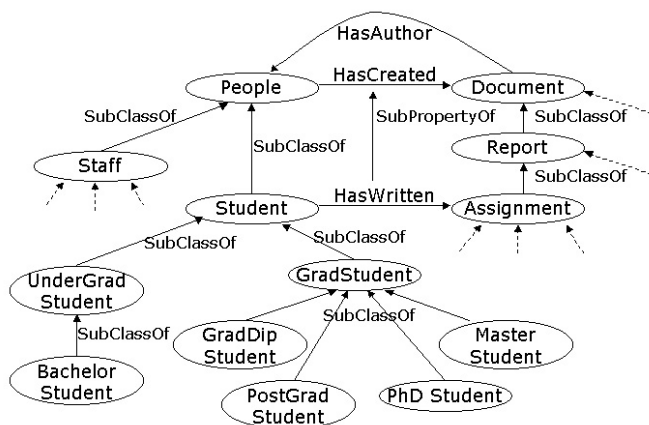 HasAuthor
People
HasCreated
Document
SubClassOf
SubPropertyOf
SubClassOf
Staff
SubClassOf
Report
SubClassOf
Student
HasWritten
Assignment
SubClassOf
SubClassOf
UnderGrad
Student
GradStudent
SubClassOf
GradDip
Student
SubClassOf
Master
Student
Bachelor
Student
PostGrad
Student
PhD Student